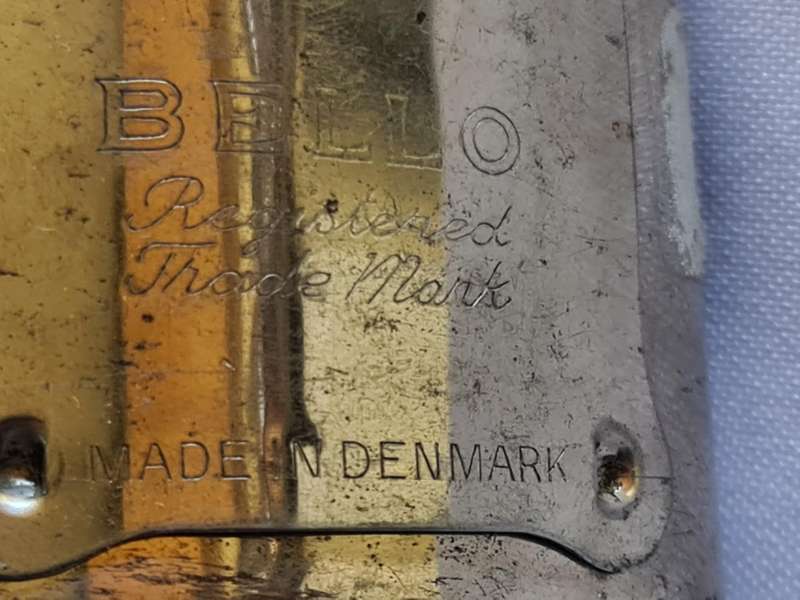 BELLO
Registered
Trade Mark
MADE IN DENMARK